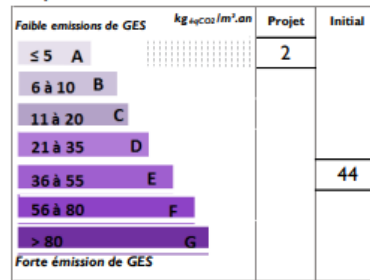 Faible emissions de GES kg éqCO2/m².an Projet Initial
≤ 5 A 2
6 à 10 B
11 à 20 C
21 à 35 D
36 à 55 E 44
56 à 80 F
> 80 G
Forte émission de GES